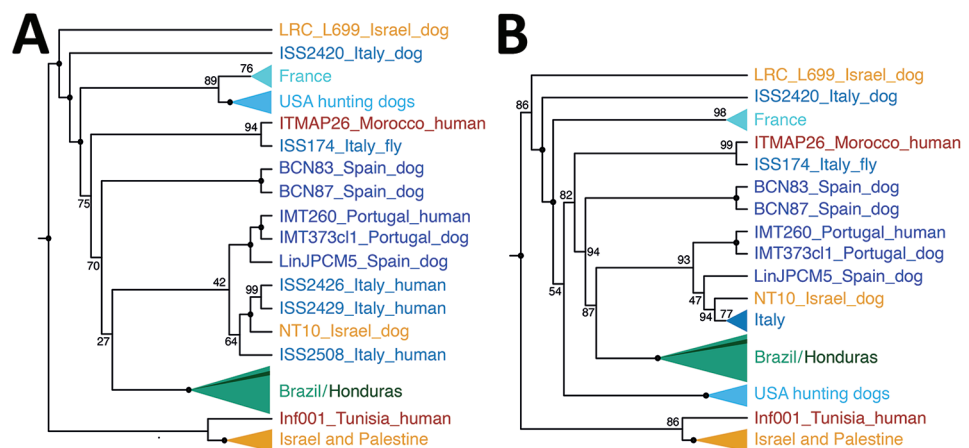 A
LRC_L699_Israel_dog
ISS2420_Italy_dog
76
France
89
USA hunting dogs
94
ITMAP26_Morocco_human
ISS174_Italy_fly
BCN83_Spain_dog
75
BCN87_Spain_dog
IMT260_Portugal_human
IMT373cl1_Portugal_dog
70
LinJPCM5_Spain_dog
42
99
ISS2426_Italy_human
ISS2429_Italy_human
NT10_Israel_dog
27
64
ISS2508_Italy_human
Brazil/Honduras
Inf001_Tunisia_human
Israel and Palestine
B
LRC_L699_Israel_dog
86
ISS2420_Italy_dog
98
France
99
ITMAP26_Morocco_human
ISS174_Italy_fly
82
BCN83_Spain_dog
BCN87_Spain_dog
IMT260_Portugal_human
94
IMT373cl1_Portugal_dog
93
LinJPCM5_Spain_dog
54
47
NT10_Israel_dog
87
94
77
Italy
Brazil/Honduras
USA hunting dogs
86
Inf001_Tunisia_human
Israel and Palestine